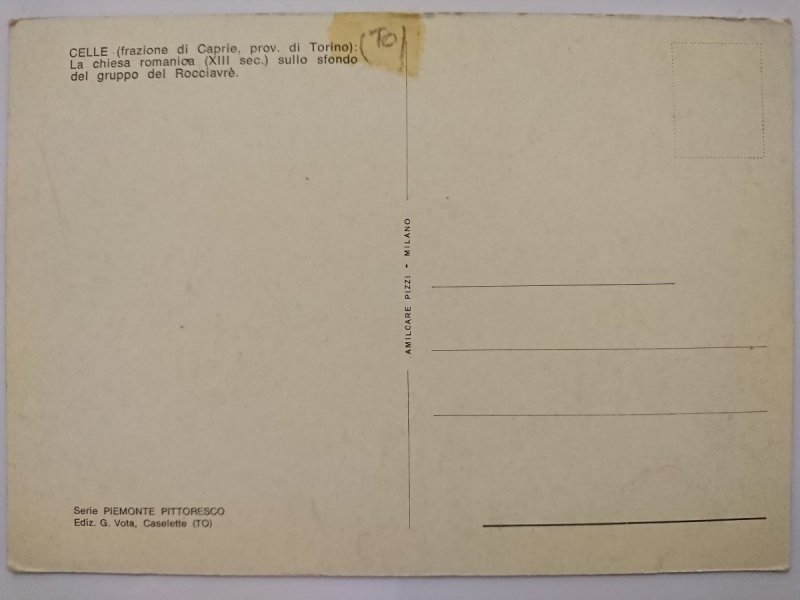 CELLE (frazione di Caprie, prov. di Torino):
La chiesa romanica (XIII sec.) sullo sfondo
del gruppo del Rocciavrè.
(TO)
AMILCARE PIZZI - MILANO
Serie PIEMONTE PITTORESCO
Ediz. G. Vota, Caselette (TO)